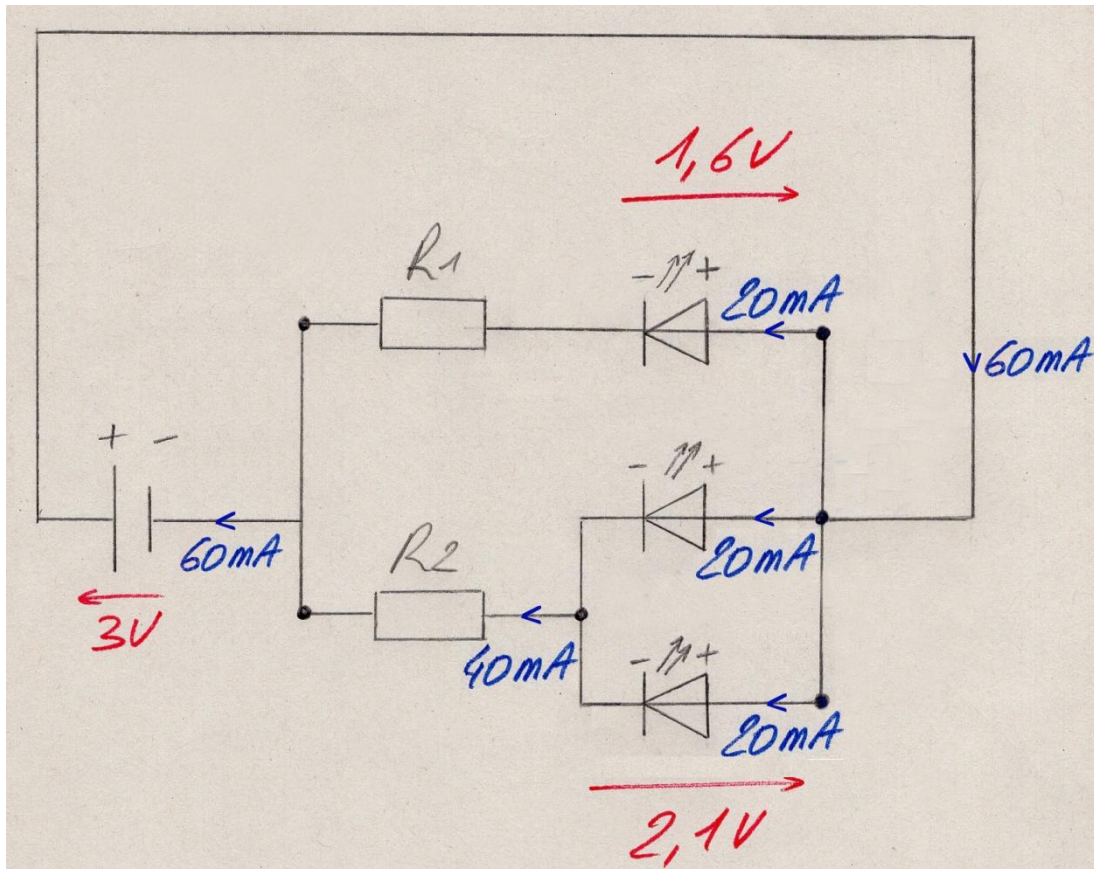 1,6V
R1
- +
20mA
60mA
+ -
- +
60mA
R2
20mA
3V
40mA
- +
20mA
2,1V